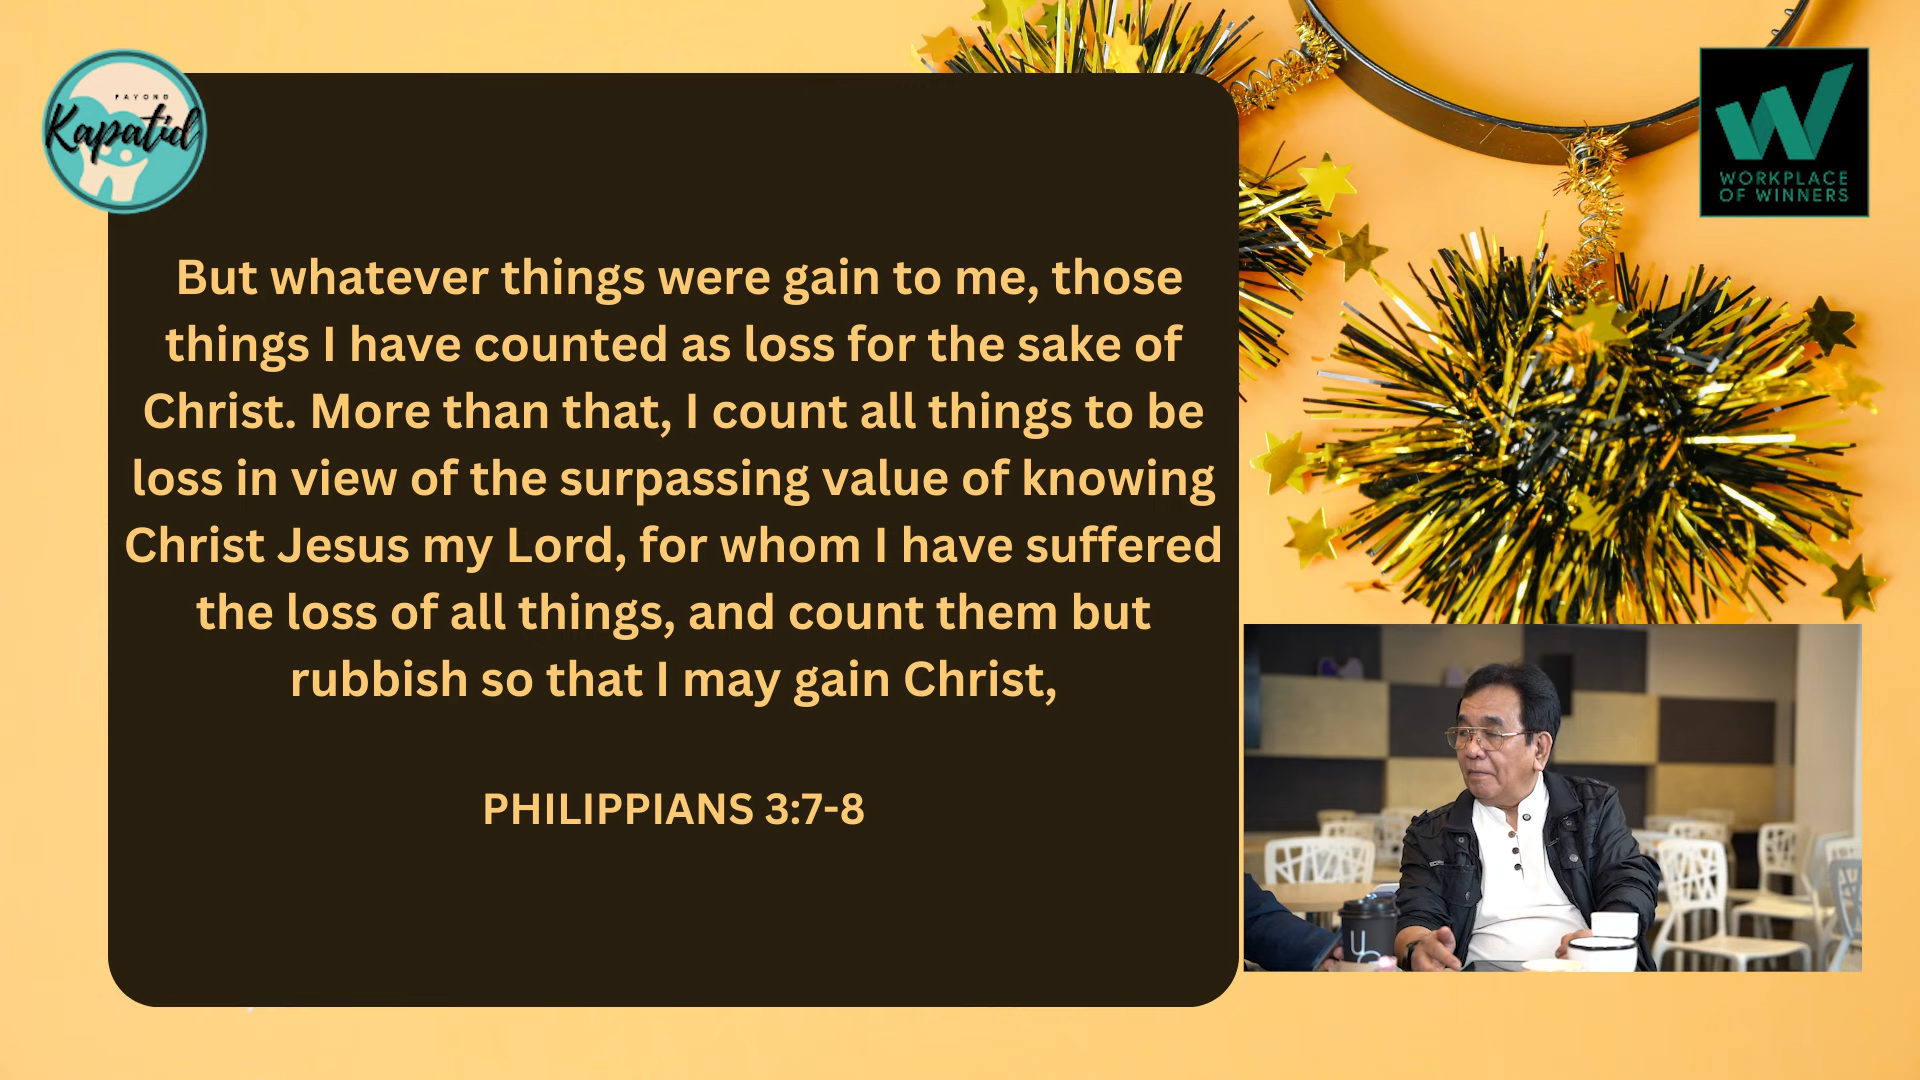 PAYONG
Kapatid
WORKPLACE
OF WINNERS
But whatever things were gain to me, those
things I have counted as loss for the sake of
Christ. More than that, I count all things to be
loss in view of the surpassing value of knowing
Christ Jesus my Lord, for whom I have suffered
the loss of all things, and count them but
rubbish so that I may gain Christ,
PHILIPPIANS 3:7-8